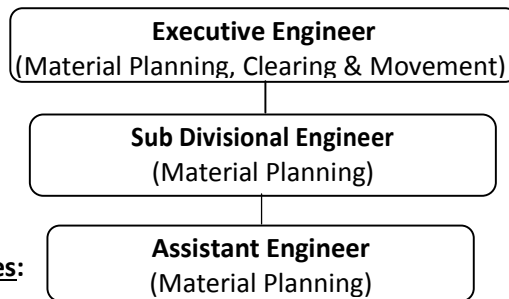 Executive Engineer
(Material Planning, Clearing & Movement)
Sub Divisional Engineer
(Material Planning)
Assistant Engineer
(Material Planning)
es: